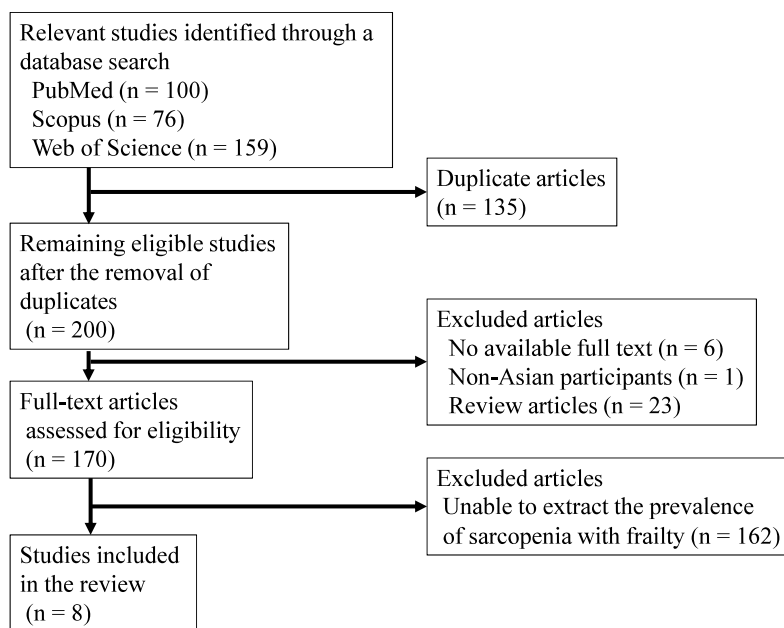 Relevant studies identified through a
database search
PubMed (n = 100)
Scopus (n = 76)
Web of Science (n = 159)
Duplicate articles
(n = 135)
Remaining eligible studies
after the removal of
duplicates
(n = 200)
Excluded articles
No available full text (n = 6)
Non-Asian participants (n = 1)
Review articles (n = 23)
Full-text articles
assessed for eligibility
(n = 170)
Excluded articles
Unable to extract the prevalence
of sarcopenia with frailty (n = 162)
Studies included
in the review
(n = 8)